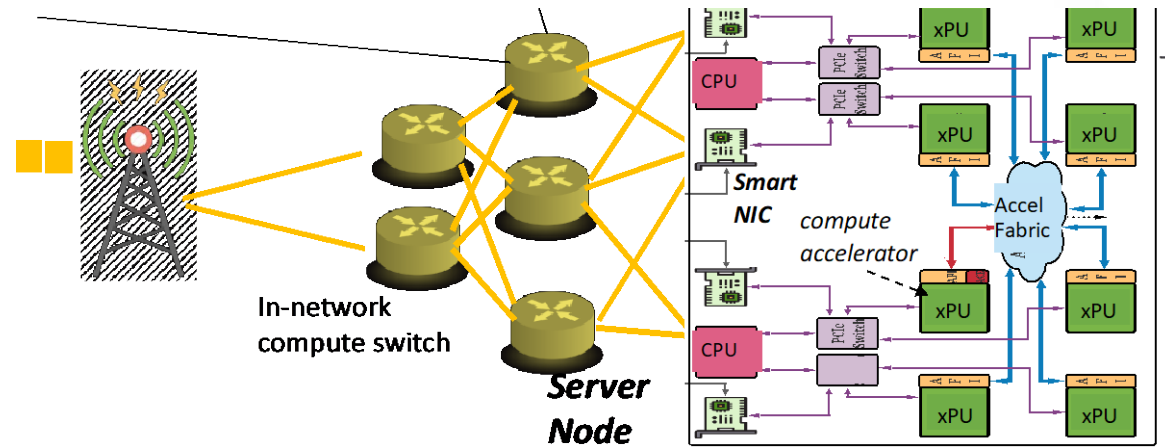 xPU
A F I
xPU
A F I
CPU
PCIe
Switch
PCIe
Switch
xPU
A F I
xPU
A F I
Smart
NIC
Accel
Fabric
compute
accelerator
In-network
compute switch
Server
Node
xPU
A F I
xPU
CPU
PCIe
Switch
A F I
xPU
A F I
xPU